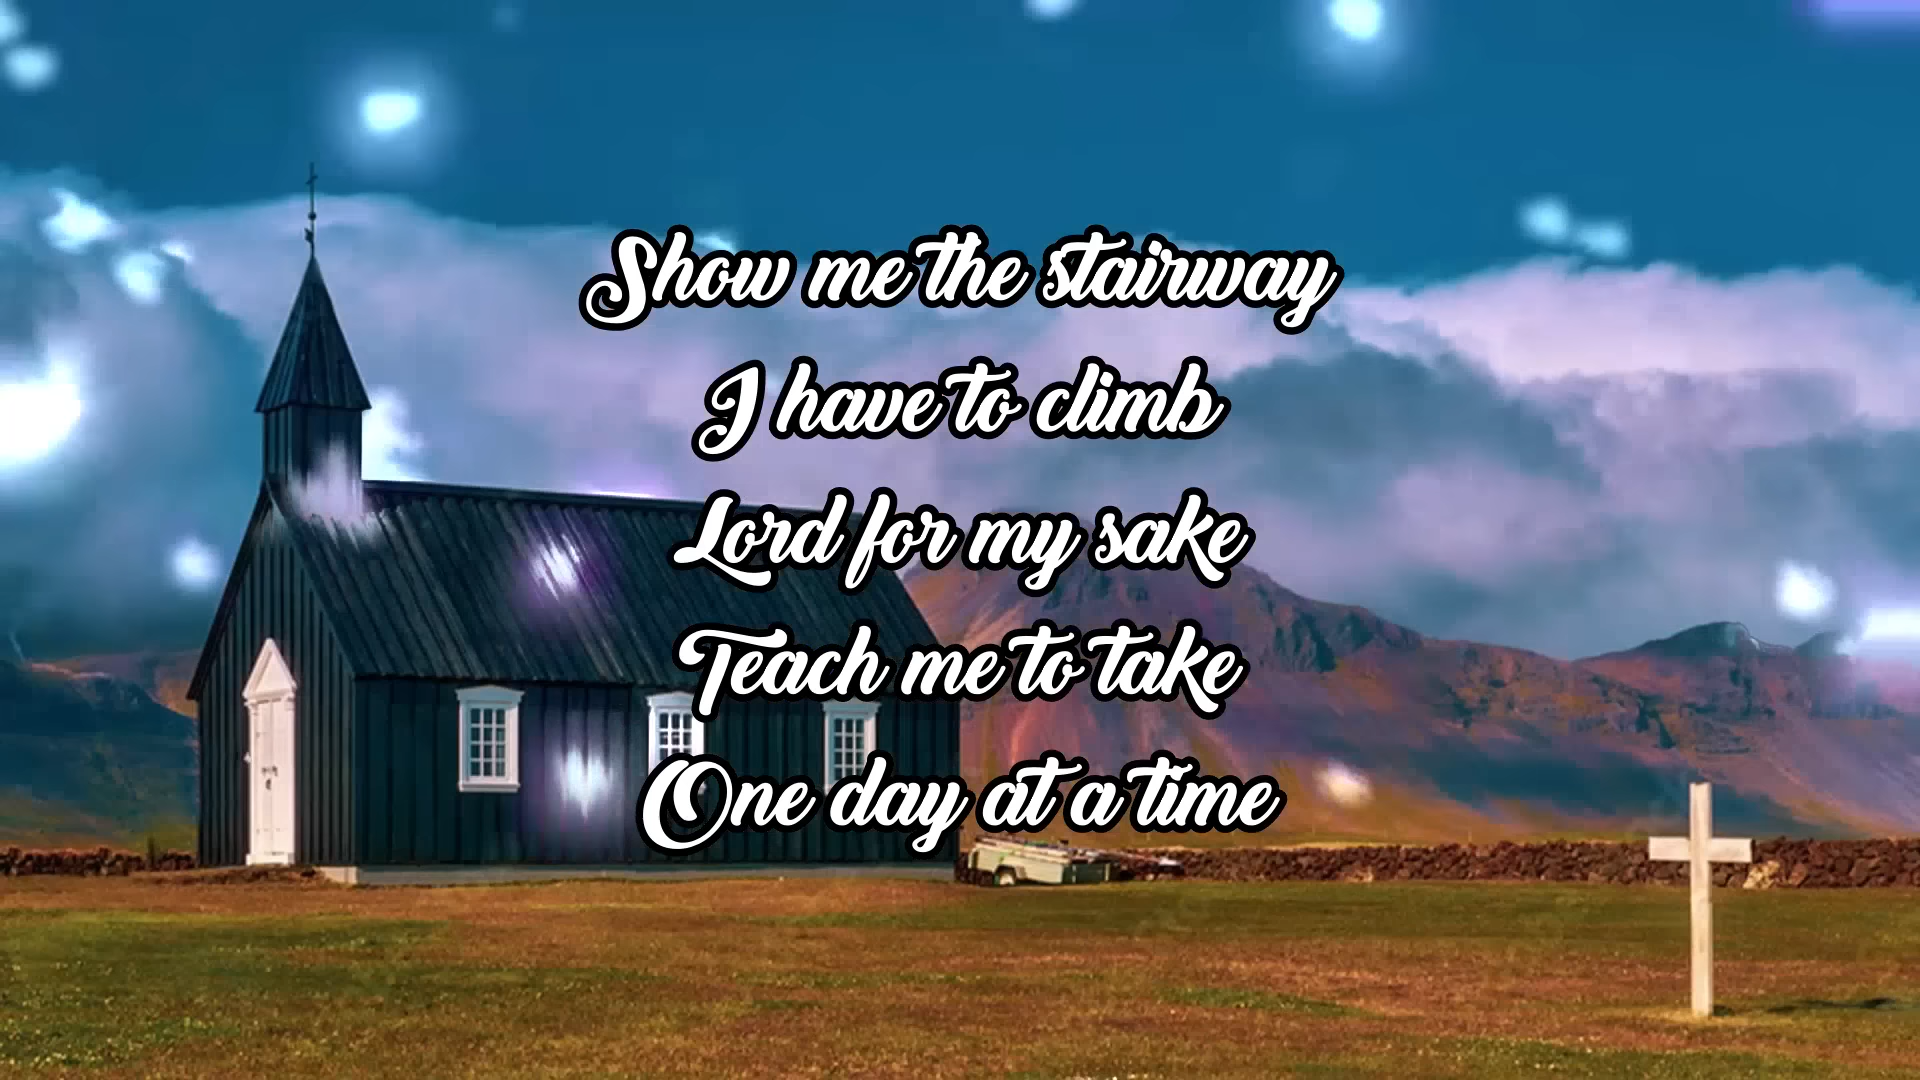 Show me the stairway
I have to climb
Lord for my sake
Teach me to take
One day at a time